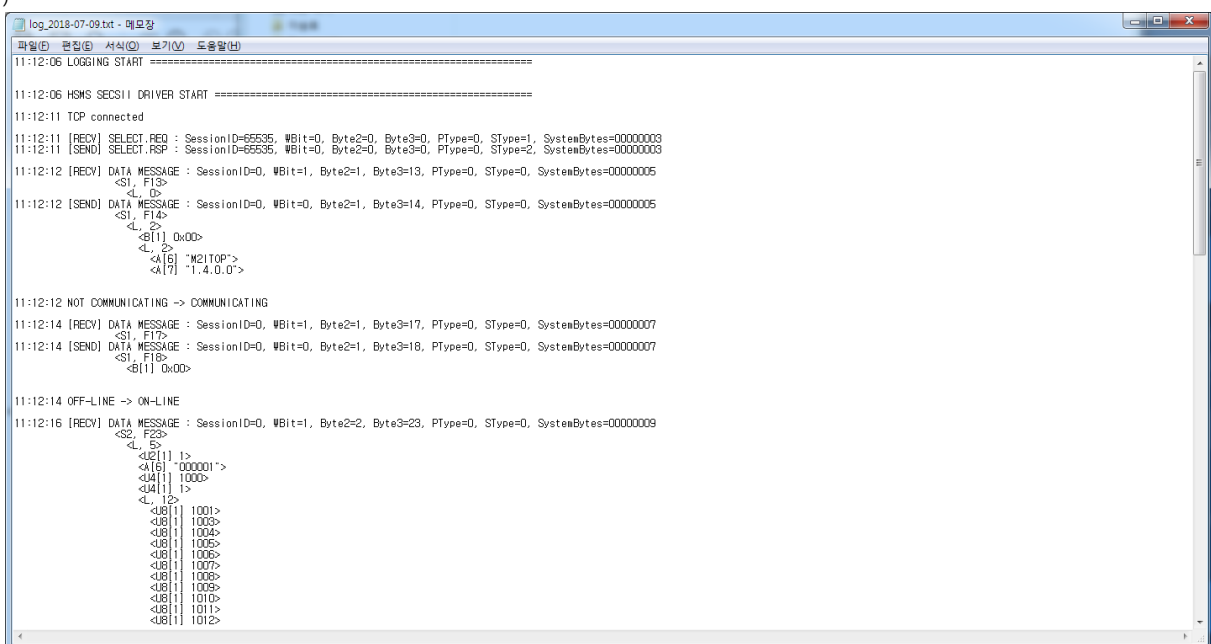 )
log_2018-07-09.txt - 메모장
파일(F) 편집(E) 서식(O) 보기(V) 도움말(H)
11:12:06 LOGGING START =================================================================
11:12:06 HSMS SECSII DRIVER START ======================================================
11:12:11 TCP connected
11:12:11 [RECV] SELECT.REQ : SessionID=65535, WBit=0, Byte2=0, Byte3=0, PType=0, SType=1, SystemBytes=00000003
11:12:11 [SEND] SELECT.RSP : SessionID=65535, WBit=0, Byte2=0, Byte3=0, PType=0, SType=2, SystemBytes=00000003
11:12:12 [RECV] DATA MESSAGE : SessionID=0, WBit=1, Byte2=1, Byte3=13, PType=0, SType=0, SystemBytes=00000005
<S1, F13>
<L, 0>
11:12:12 [SEND] DATA MESSAGE : SessionID=0, WBit=0, Byte2=1, Byte3=14, PType=0, SType=0, SystemBytes=00000005
<S1, F14>
<L, 2>
<B[1] 0x00>
<L, 2>
<A[6] "M2ITOP">
<A[7] "1.4.0.0">
11:12:12 NOT COMMUNICATING -> COMMUNICATING
11:12:14 [RECV] DATA MESSAGE : SessionID=0, WBit=1, Byte2=1, Byte3=17, PType=0, SType=0, SystemBytes=00000007
<S1, F17>
11:12:14 [SEND] DATA MESSAGE : SessionID=0, WBit=0, Byte2=1, Byte3=18, PType=0, SType=0, SystemBytes=00000007
<S1, F18>
<B[1] 0x00>
11:12:14 OFF-LINE -> ON-LINE
11:12:16 [RECV] DATA MESSAGE : SessionID=0, WBit=1, Byte2=2, Byte3=23, PType=0, SType=0, SystemBytes=00000009
<S2, F23>
<L, 5>
<U2[1] 1>
<A[6] "000001">
<U4[1] 1000>
<U4[1] 1>
<L, 12>
<U8[1] 1001>
<U8[1] 1003>
<U8[1] 1004>
<U8[1] 1005>
<U8[1] 1006>
<U8[1] 1007>
<U8[1] 1008>
<U8[1] 1009>
<U8[1] 1010>
<U8[1] 1011>
<U8[1] 1012>